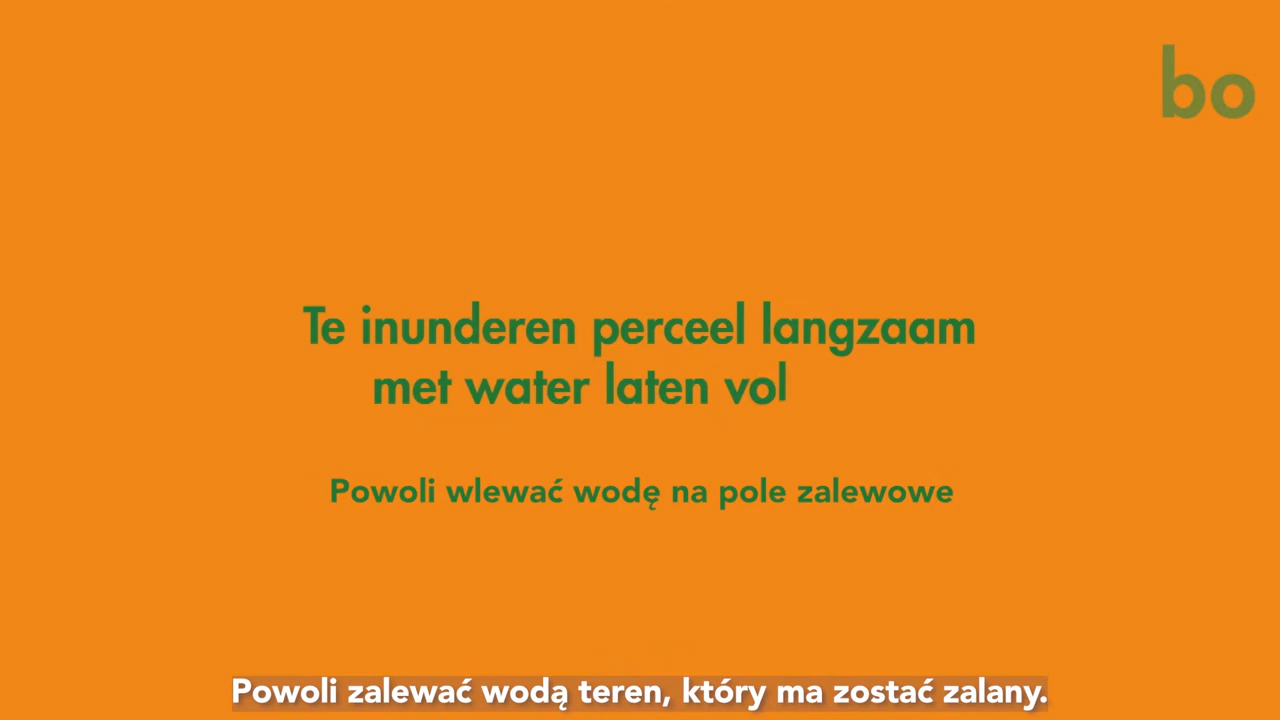 bo
Te inunderen perceel langzaam
met water laten vol
Powoli wlewać wodę na pole zalewowe
Powoli zalewać wodą teren, który ma zostać zalany.